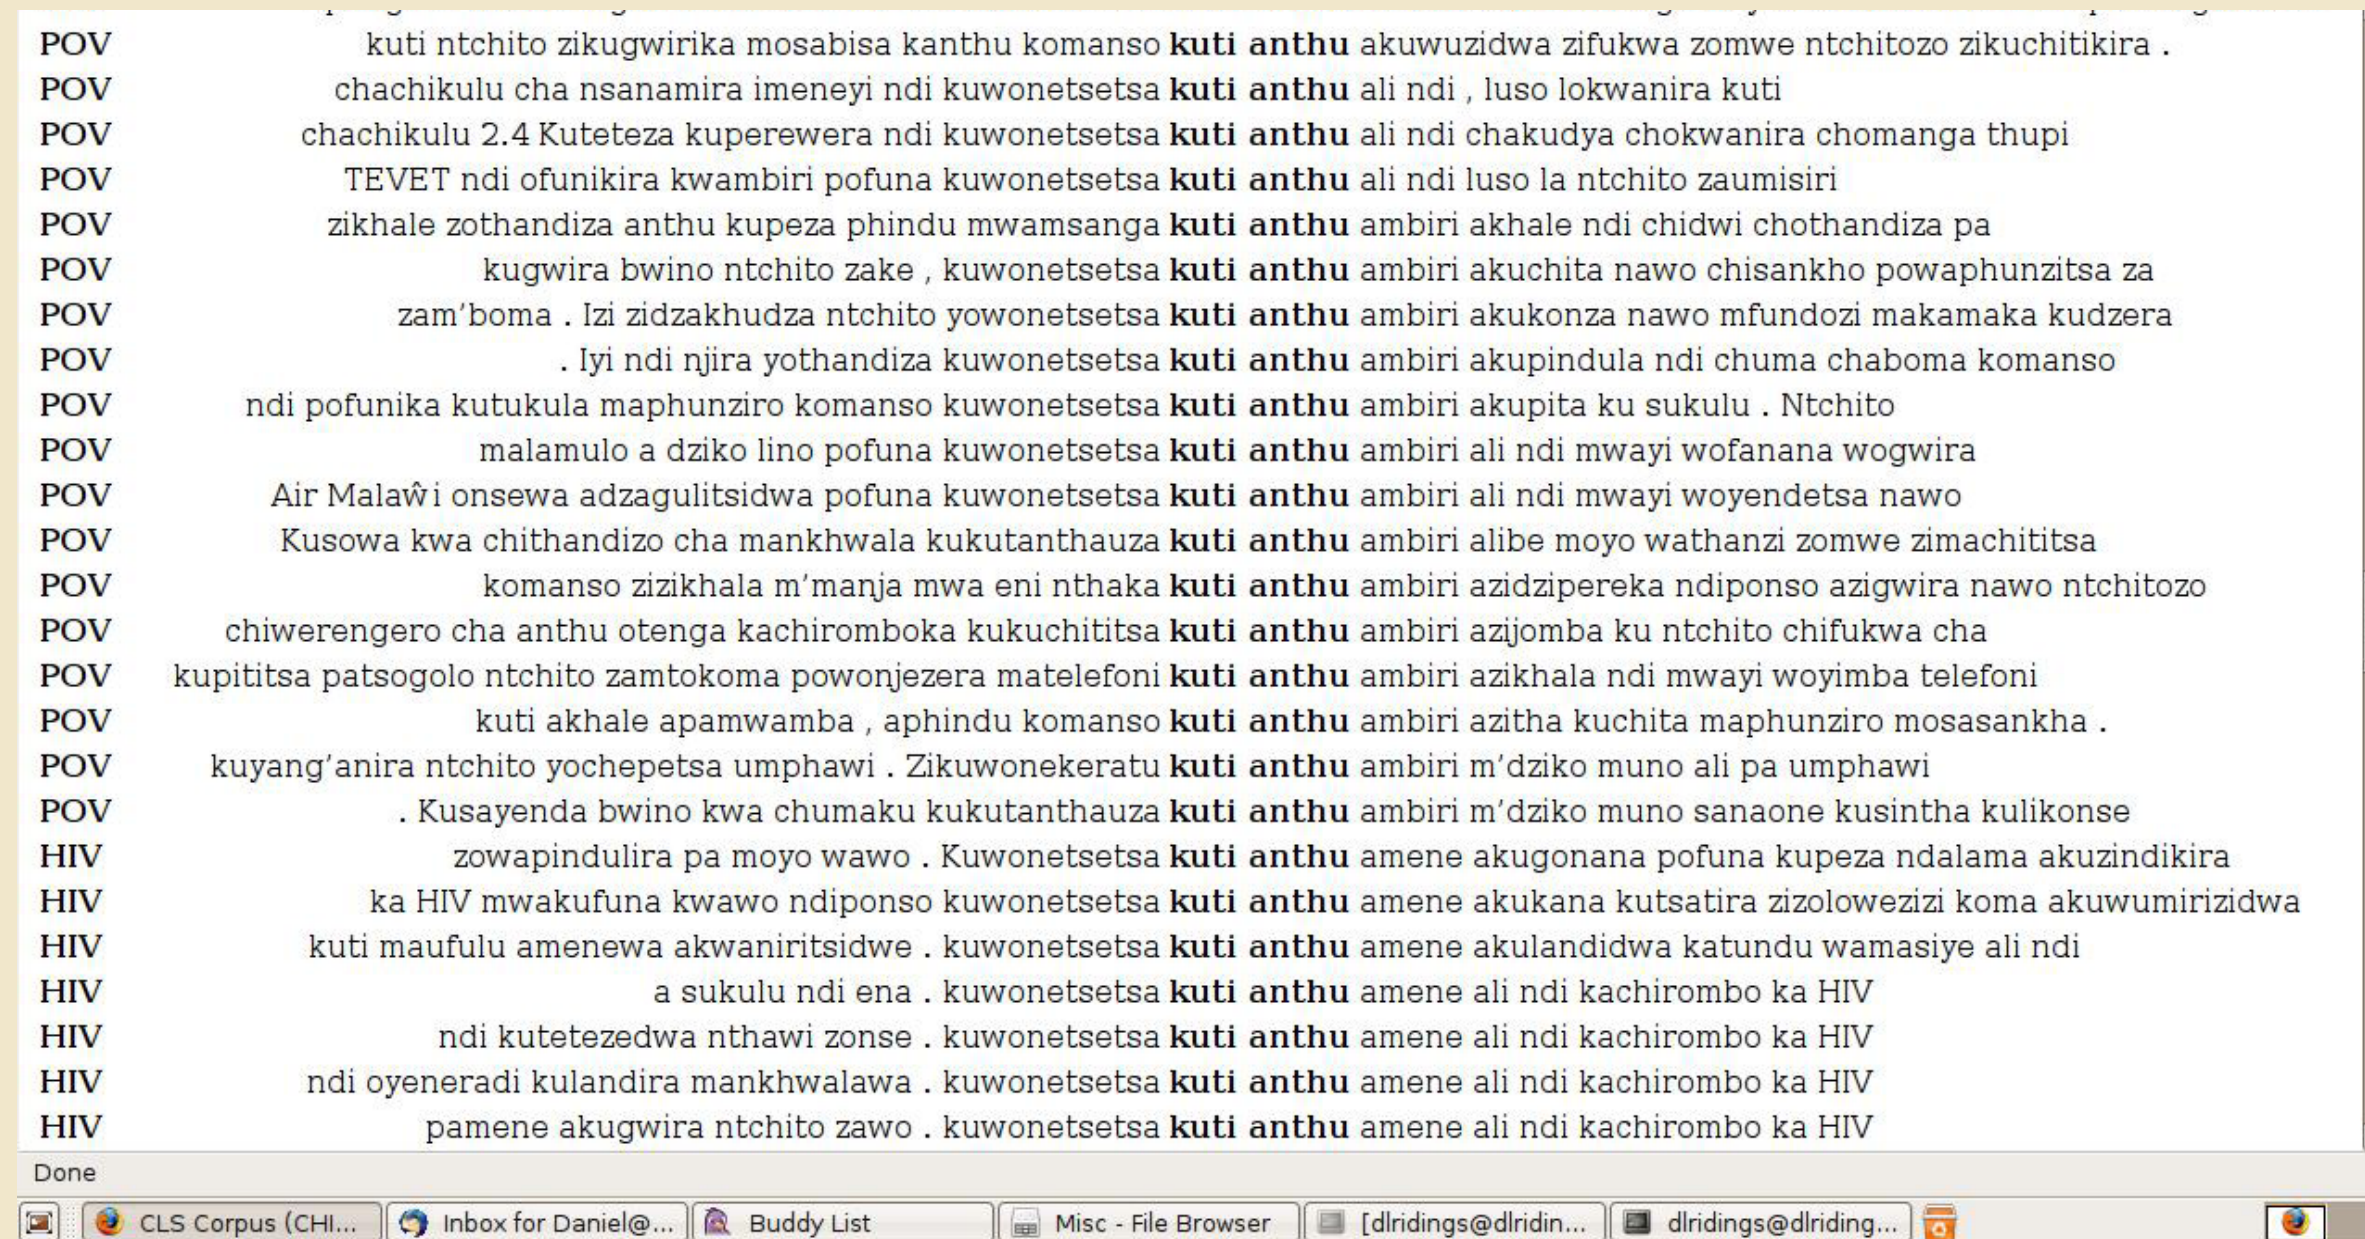 POV kuti ntchito zikugwirika mosabisa kanthu komanso kuti anthu akuwuzidwa zifukwa zomwe ntchitozo zikuchitikira .
POV chachikulu cha nsanamira imeneyi ndi kuwonetsetsa kuti anthu ali ndi , luso lokwanira kuti
POV chachikulu 2.4 Kuteteza kuperewera ndi kuwonetsetsa kuti anthu ali ndi chakudya chokwanira chomanga thupi
POV TEVET ndi ofunikira kwambiri pofuna kuwonetsetsa kuti anthu ali ndi luso la ntchito zaumisiri
POV zikhale zothandiza anthu kupeza phindu mwamsanga kuti anthu ambiri akhale ndi chidwi chothandiza pa
POV kugwira bwino ntchito zake , kuwonetsetsa kuti anthu ambiri akuchita nawo chisankho powaphunzitsa za
POV zam'boma . Izi zidzakhudza ntchito yowonetsetsa kuti anthu ambiri akukonza nawo mfundozi makamaka kudzera
POV . Iyi ndi njira yothandiza kuwonetsetsa kuti anthu ambiri akupindula ndi chuma chaboma komanso
POV ndi pofunika kutukula maphunziro komanso kuwonetsetsa kuti anthu ambiri akupita ku sukulu . Ntchito
POV malamulo a dziko lino pofuna kuwonetsetsa kuti anthu ambiri ali ndi mwayi wofanana wogwira
POV Air Malaŵi onsewa adzagulitsidwa pofuna kuwonetsetsa kuti anthu ambiri ali ndi mwayi woyendetsa nawo
POV Kusowa kwa chithandizo cha mankhwala kukutanthauza kuti anthu ambiri alibe moyo wathanzi zomwe zimachititsa
POV komanso zizikhala m'manja mwa eni nthaka kuti anthu ambiri azidzipereka ndiponso azigwira nawo ntchitozo
POV chiwerengero cha anthu otenga kachiromboka kukuchititsa kuti anthu ambiri azijomba ku ntchito chifukwa cha
POV kupititsa patsogolo ntchito zamtokoma powonjezera matelefoni kuti anthu ambiri azikhala ndi mwayi woyimba telefoni
POV kuti akhale apamwamba , aphindu komanso kuti anthu ambiri azitha kuchita maphunziro mosasankha .
POV kuyang'anira ntchito yochepetsa umphawi . Zikuwonekeratu kuti anthu ambiri m'dziko muno ali pa umphawi
POV . Kusayenda bwino kwa chumaku kukutanthauza kuti anthu ambiri m'dziko muno sanaone kusintha kulikonse
HIV zowapindulira pa moyo wawo . Kuwonetsetsa kuti anthu amene akugonana pofuna kupeza ndalama akuzindikira
HIV ka HIV mwakufuna kwawo ndiponso kuwonetsetsa kuti anthu amene akukana kutsatira zizolowezizi koma akuwumirizidwa
HIV kuti maufulu amenewa akwaniritsidwe . kuwonetsetsa kuti anthu amene akulandidwa katundu wamasiye ali ndi
HIV a sukulu ndi ena . kuwonetsetsa kuti anthu amene ali ndi kachirombo ka HIV
HIV ndi kutetezedwa nthawi zonse . kuwonetsetsa kuti anthu amene ali ndi kachirombo ka HIV
HIV ndi oyeneradi kulandira mankhwalawa . kuwonetsetsa kuti anthu amene ali ndi kachirombo ka HIV
HIV pamene akugwira ntchito zawo . kuwonetsetsa kuti anthu amene ali ndi kachirombo ka HIV
Done
CLS Corpus (CHI... Inbox for Daniel@... Buddy List Misc - File Browser [dlridings@dlridin... dlridings@dlriding...